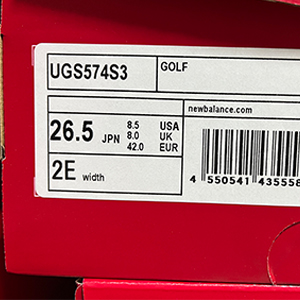 UGS574S3 GOLF
newbalance.com
26.5 JPN 8.5 USA
8.0 UK
42.0 EUR
2E width
4 550541 43555